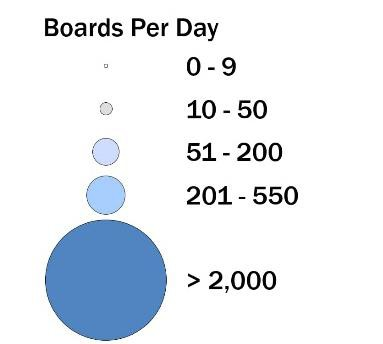 Boards Per Day
0 - 9
10 - 50
51 - 200
201 - 550
> 2,000